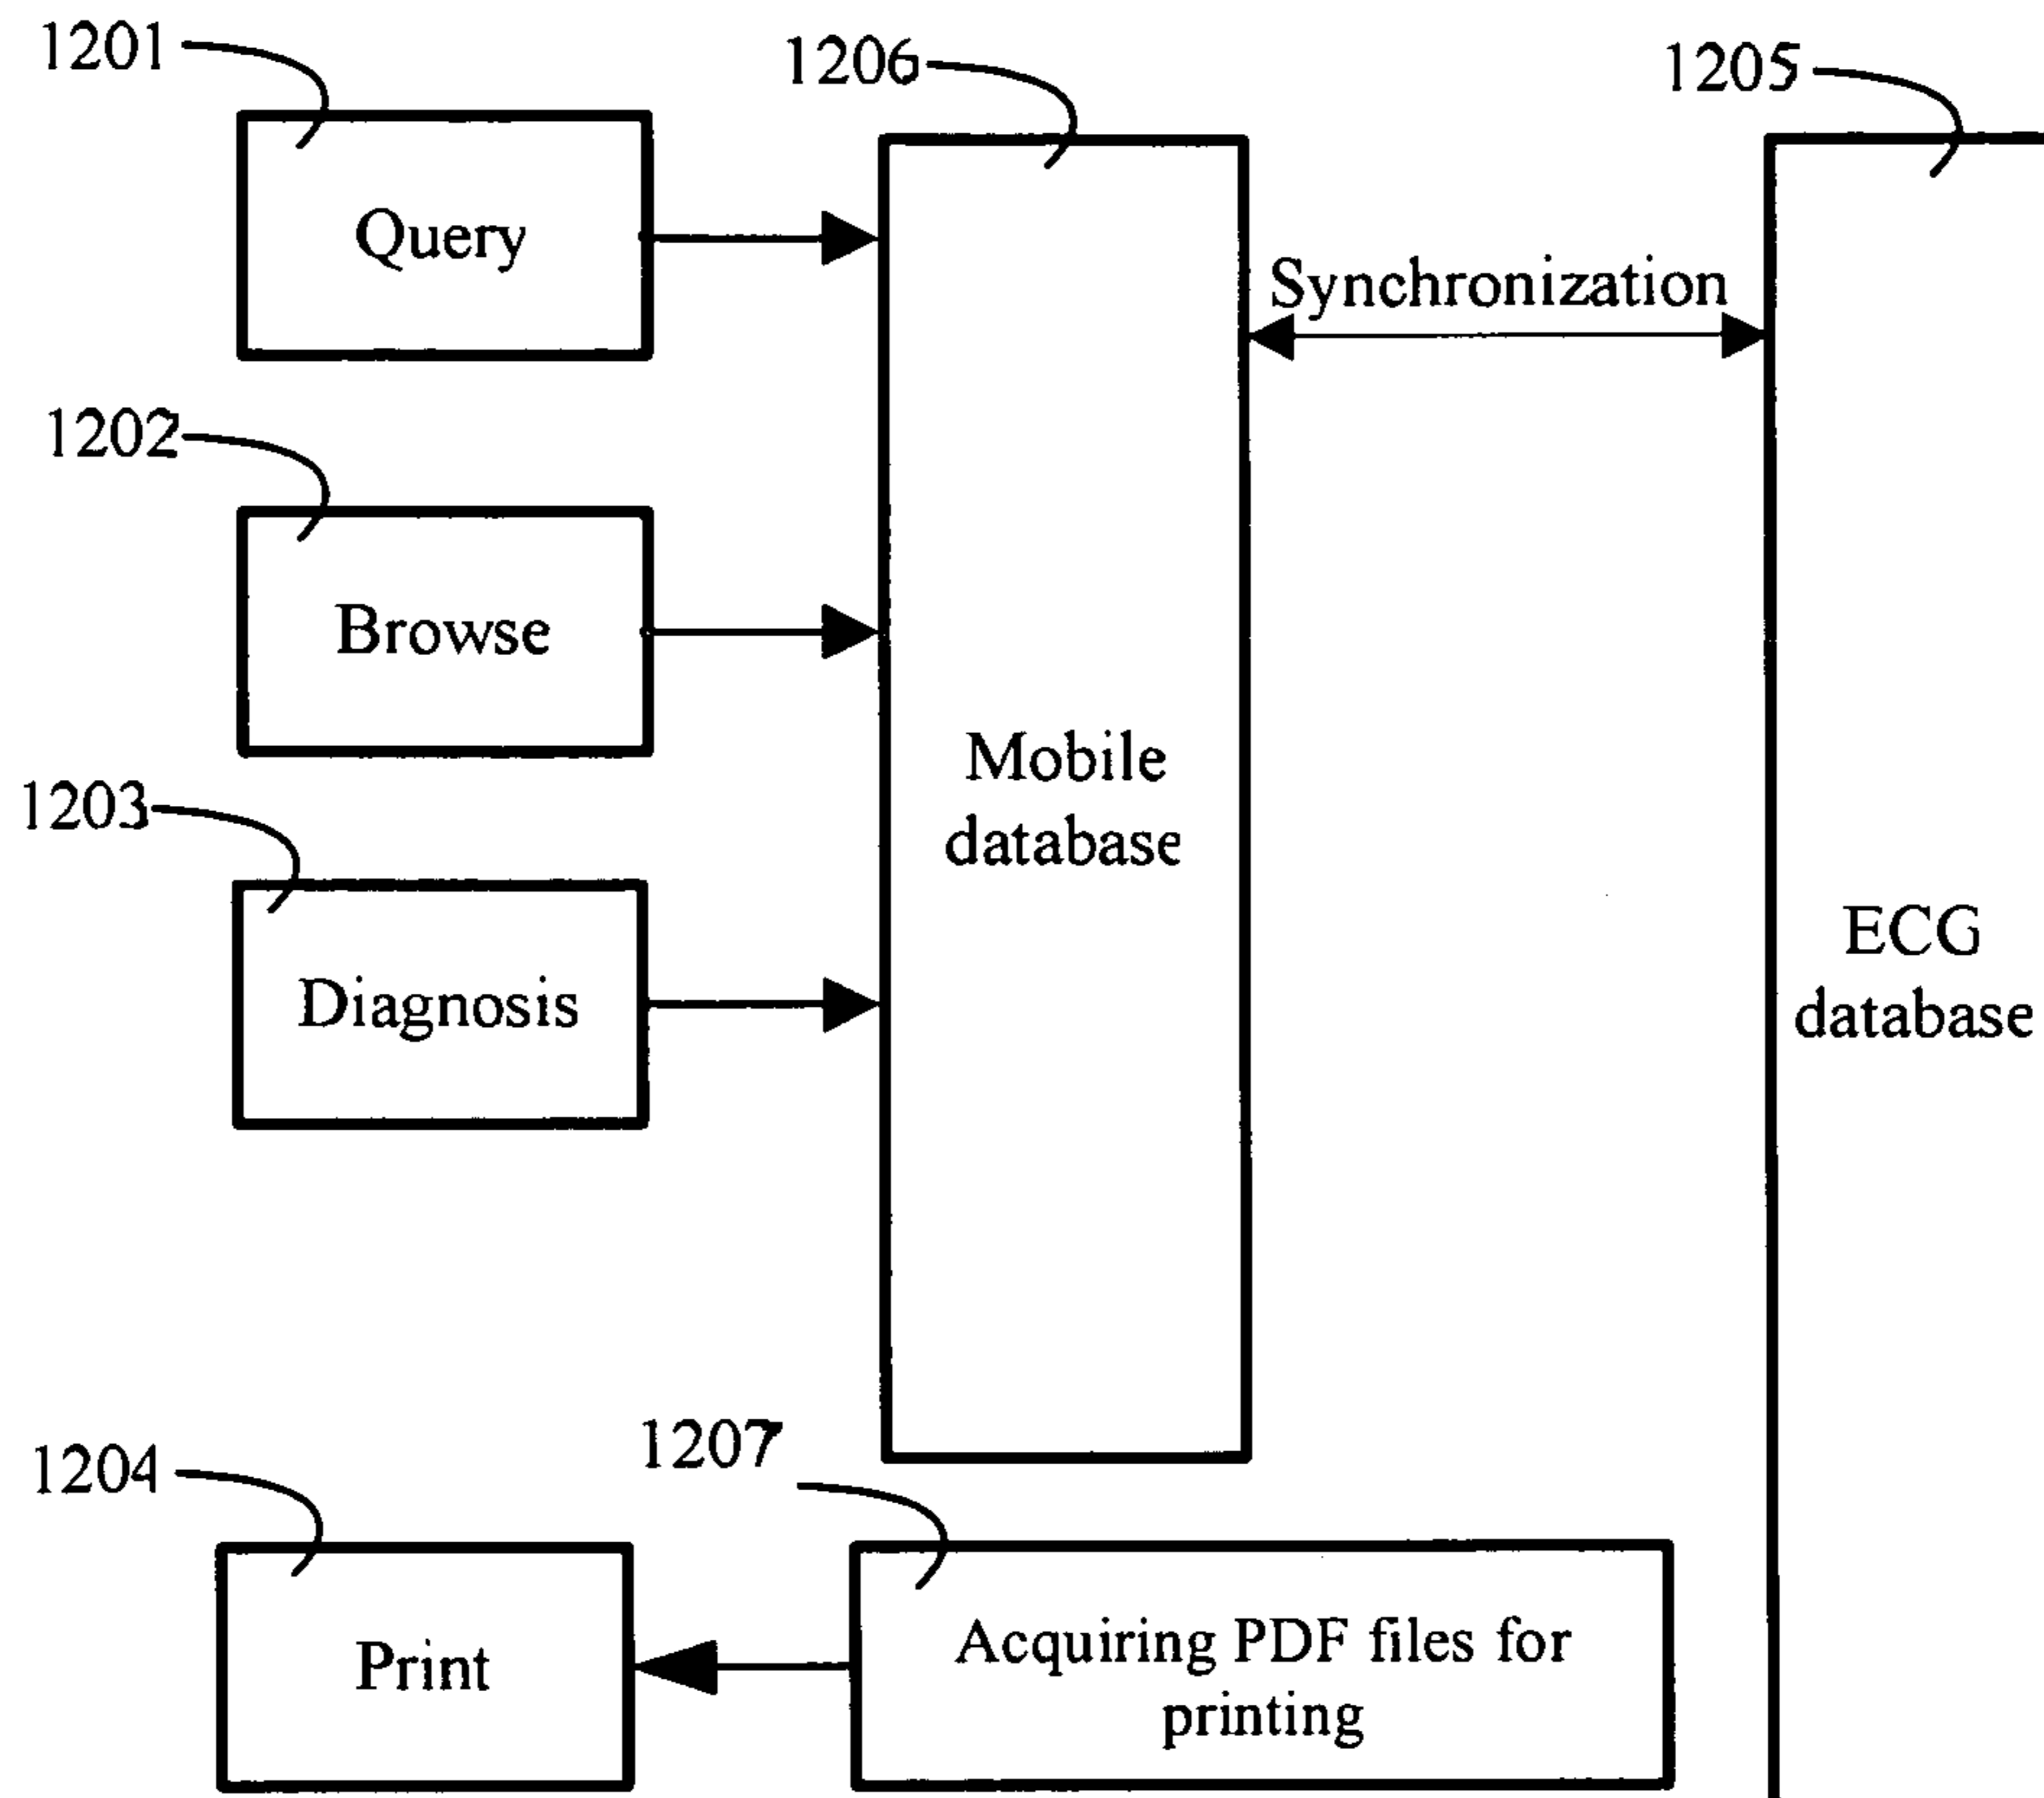 1201
1206
1205
Query
Synchronization
1202
Browse
Mobile
database
1203
ECG
database
Diagnosis
1207
1204
Acquiring PDF files for
printing
Print